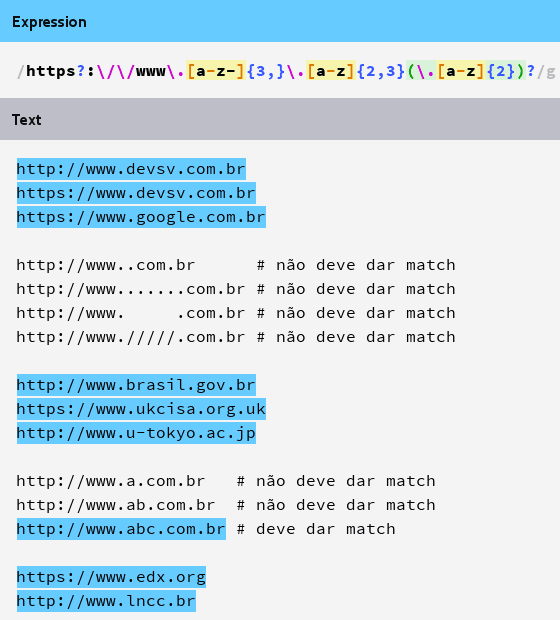 Expression
/https?:\/\/www\.[a-z-]{3,}\.[a-z]{2,3}(\.[a-z]{2})?/g
Text
http://www.devsv.com.br
https://www.devsv.com.br
https://www.google.com.br
http://www..com.br      # não deve dar match
http://www.......com.br # não deve dar match
http://www.     .com.br # não deve dar match
http://www./////.com.br # não deve dar match
http://www.brasil.gov.br
https://www.ukcisa.org.uk
http://www.u-tokyo.ac.jp
http://www.a.com.br   # não deve dar match
http://www.ab.com.br  # não deve dar match
http://www.abc.com.br # deve dar match
https://www.edx.org
http://www.lncc.br